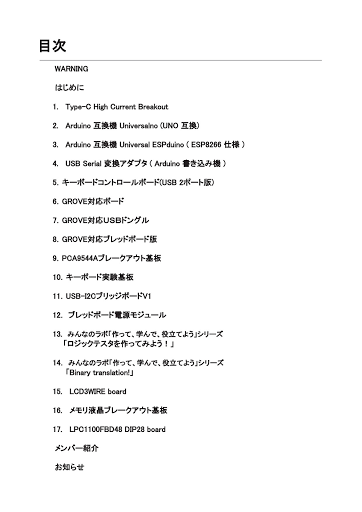 目次
WARNING
はじめに
1. Type-C High Current Breakout
2. Arduino 互換機 Universalno (UNO 互換)
3. Arduino 互換機 Universal ESPduino ( ESP8266 仕様 )
4. USB Serial 変換アダプタ ( Arduino 書き込み機 )
5. キーボードコントロールボード(USB 2ポート版)
6. GROVE対応ボード
7. GROVE対応USBドングル
8. GROVE対応ブレッドボード版
9. PCA9544Aブレークアウト基板
10. キーボード実験基板
11. USB-I2CブリッジボードV1
12. ブレッドボード電源モジュール
13. みんなのラボ「作って、学んで、役立てよう」シリーズ
「ロジックテスタを作ってみよう！」
14. みんなのラボ「作って、学んで、役立てよう」シリーズ
「Binary translation!」
15. LCD3WIRE board
16. メモリ液晶ブレークアウト基板
17. LPC1100FBD48 DIP28 board
メンバー紹介
お知らせ